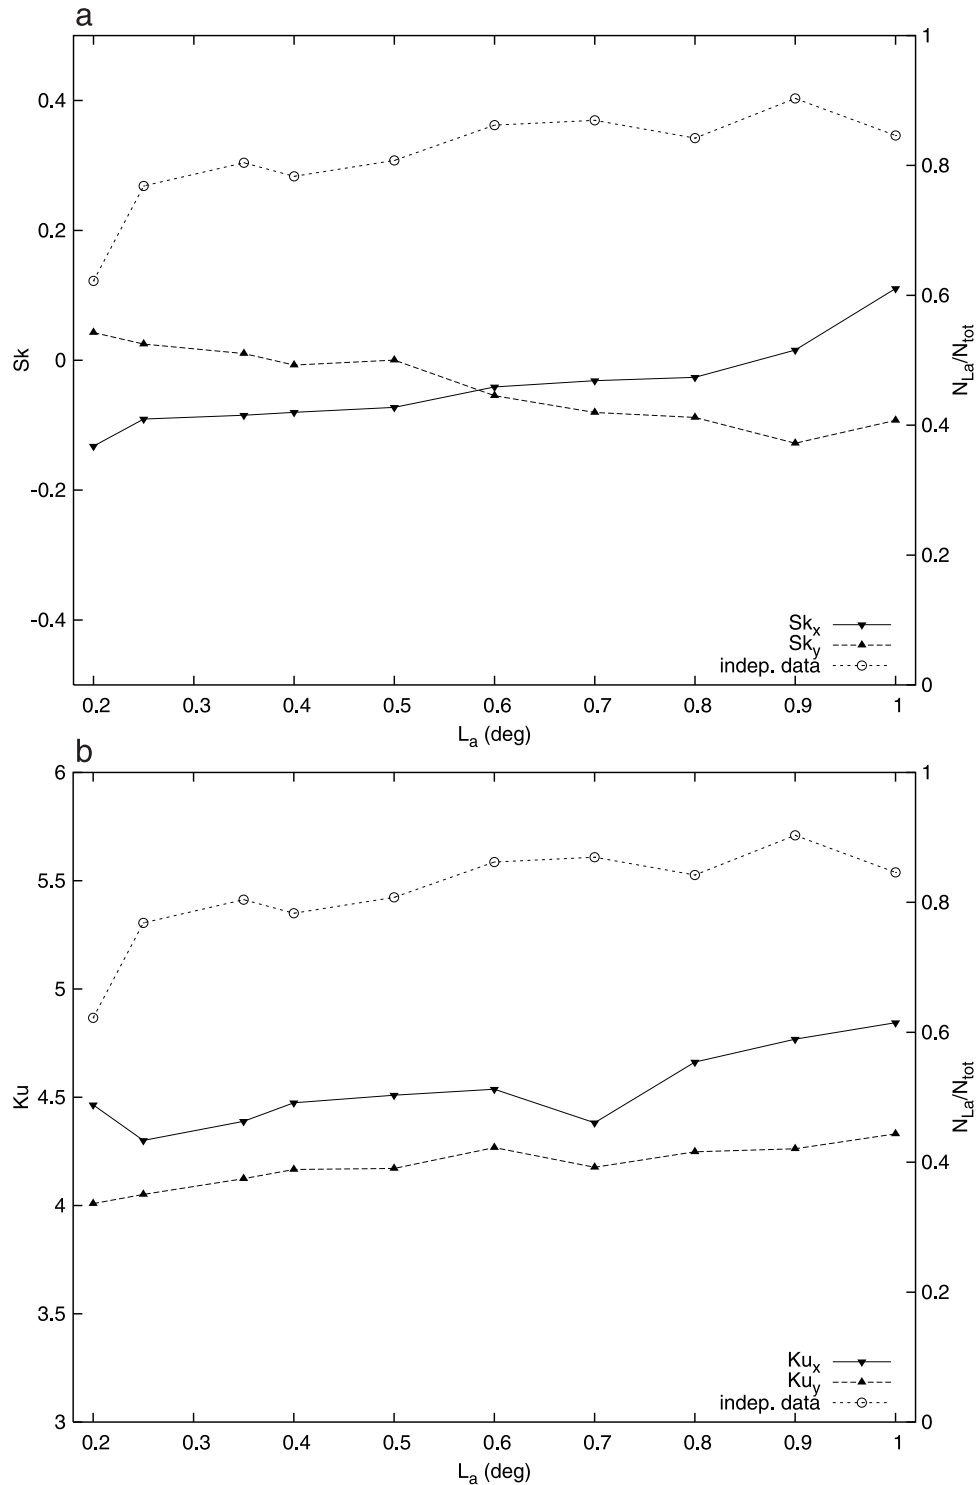 a
0.4
0.2
0
-0.2
-0.4
Sk
1
0.8
0.6
0.4
0.2
0
N_La/N_tot
Sk_x
Sk_y
indep. data
0.2 0.3 0.4 0.5 0.6 0.7 0.8 0.9 1
L_a (deg)
b
6
5.5
5
4.5
4
3.5
3
Ku
1
0.8
0.6
0.4
0.2
0
N_La/N_tot
Ku_x
Ku_y
indep. data
0.2 0.3 0.4 0.5 0.6 0.7 0.8 0.9 1
L_a (deg)